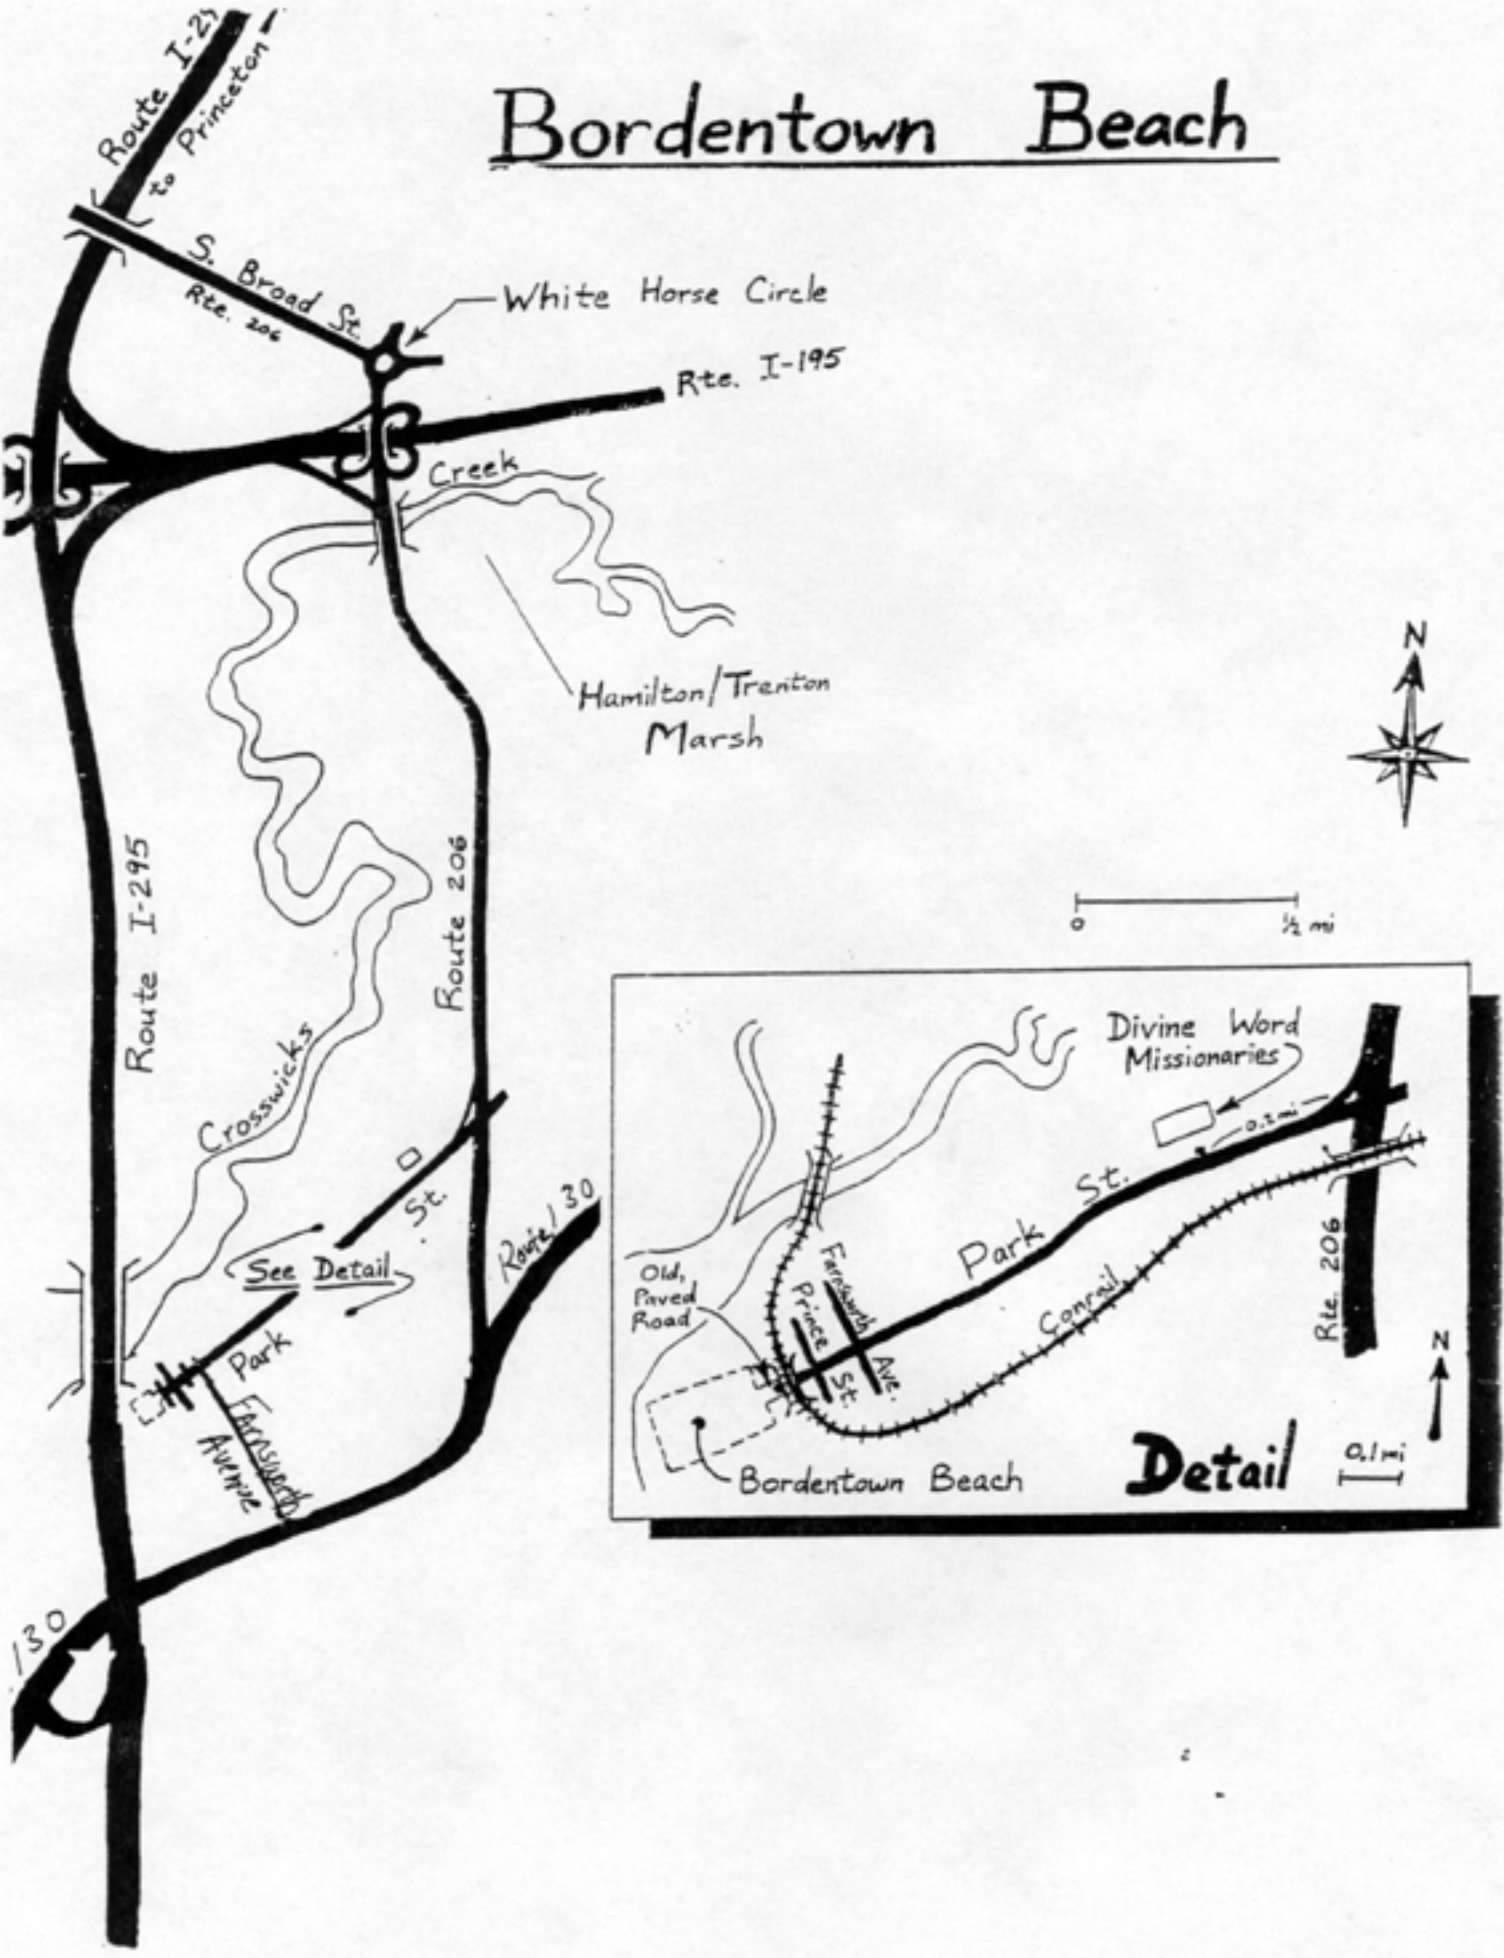 Bordentown Beach
Route I-29
to Princeton
S. Broad St.
Rte. 206
White Horse Circle
Rte. I-195
Creek
Hamilton/Trenton
Marsh
N
0 ½ mi
Route I-295
Route 206
Crosswicks
St.
See Detail
Route 130
Park
Farnsworth
Avenue
130
Divine Word
Missionaries
0.2 mi
Park St.
Old,
Paved
Road
Farnsworth Ave.
Prince St.
Conrail
Rte. 206
N
Bordentown Beach
Detail
0.1 mi